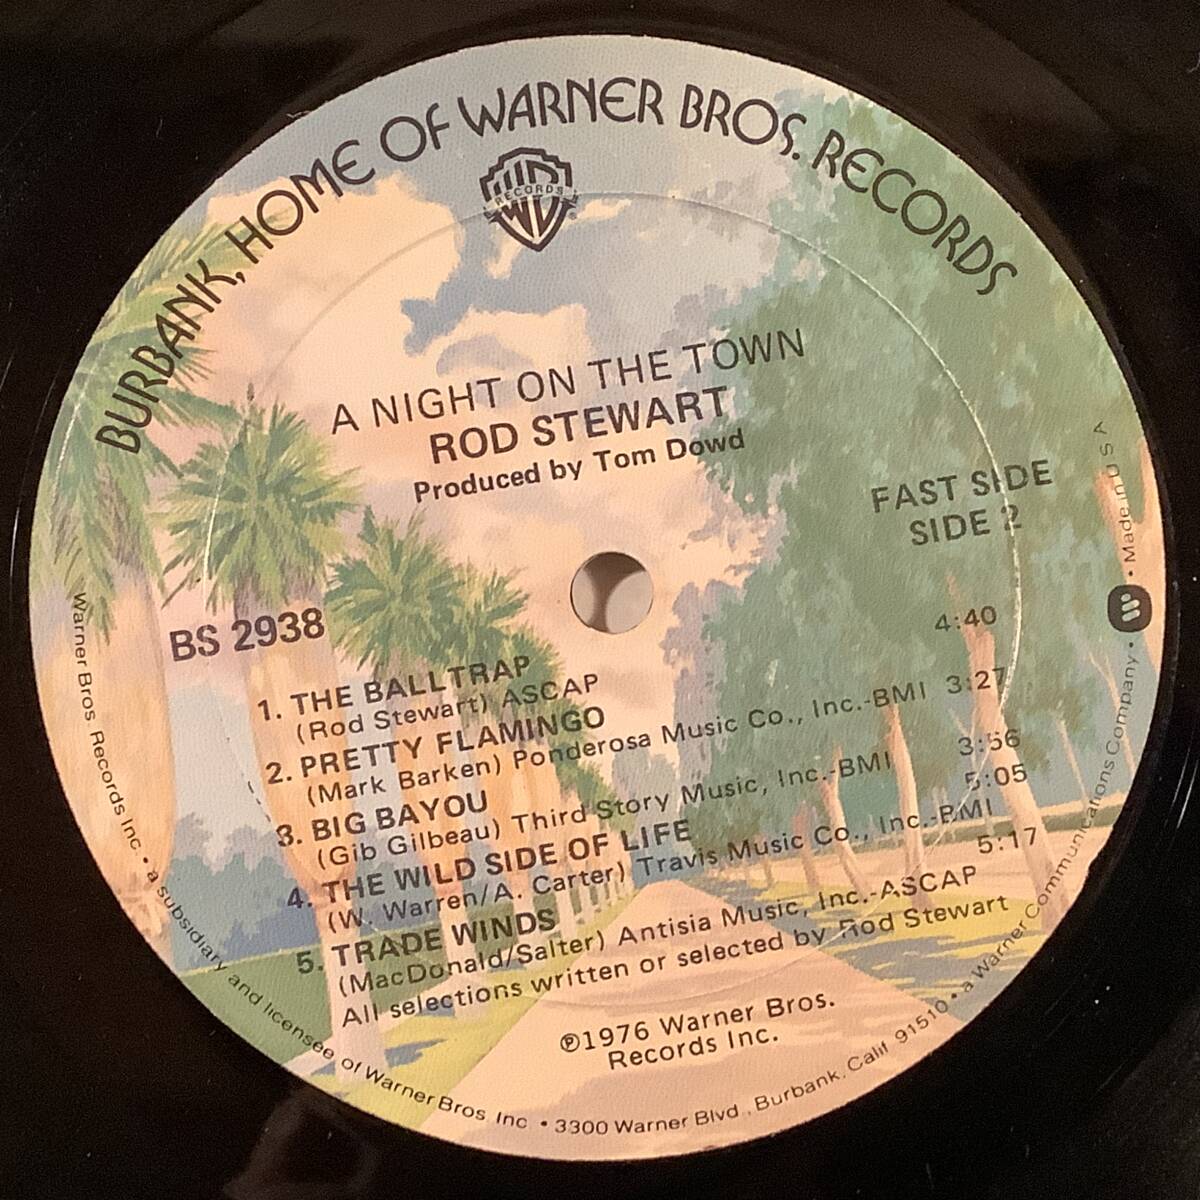 BURBANK, HOME OF WARNER BROS. RECORDS
RECORDS
A NIGHT ON THE TOWN
ROD STEWART
Produced by Tom Dowd
FAST SIDE
SIDE 2
BS 2938
1. THE BALLTRAP 4:40
(Rod Stewart) ASCAP
2. PRETTY FLAMINGO 3:27
(Mark Barken) Ponderosa Music Co., Inc.-BMI
3. BIG BAYOU 3:56
(Gib Gilbeau) Third Story Music, Inc.-BMI
4. THE WILD SIDE OF LIFE 5:05
(W. Warren/A. Carter) Travis Music Co., Inc.-BMI
5. TRADE WINDS 5:17
(MacDonald/Salter) Antisia Music, Inc.-ASCAP
All selections written or selected by Rod Stewart
℗1976 Warner Bros.
Records Inc.
Warner Bros. Records Inc. • a subsidiary and licensee of Warner Bros. Inc • 3300 Warner Blvd., Burbank, Calif. 91510 • a Warner Communications Company • Made in U S A